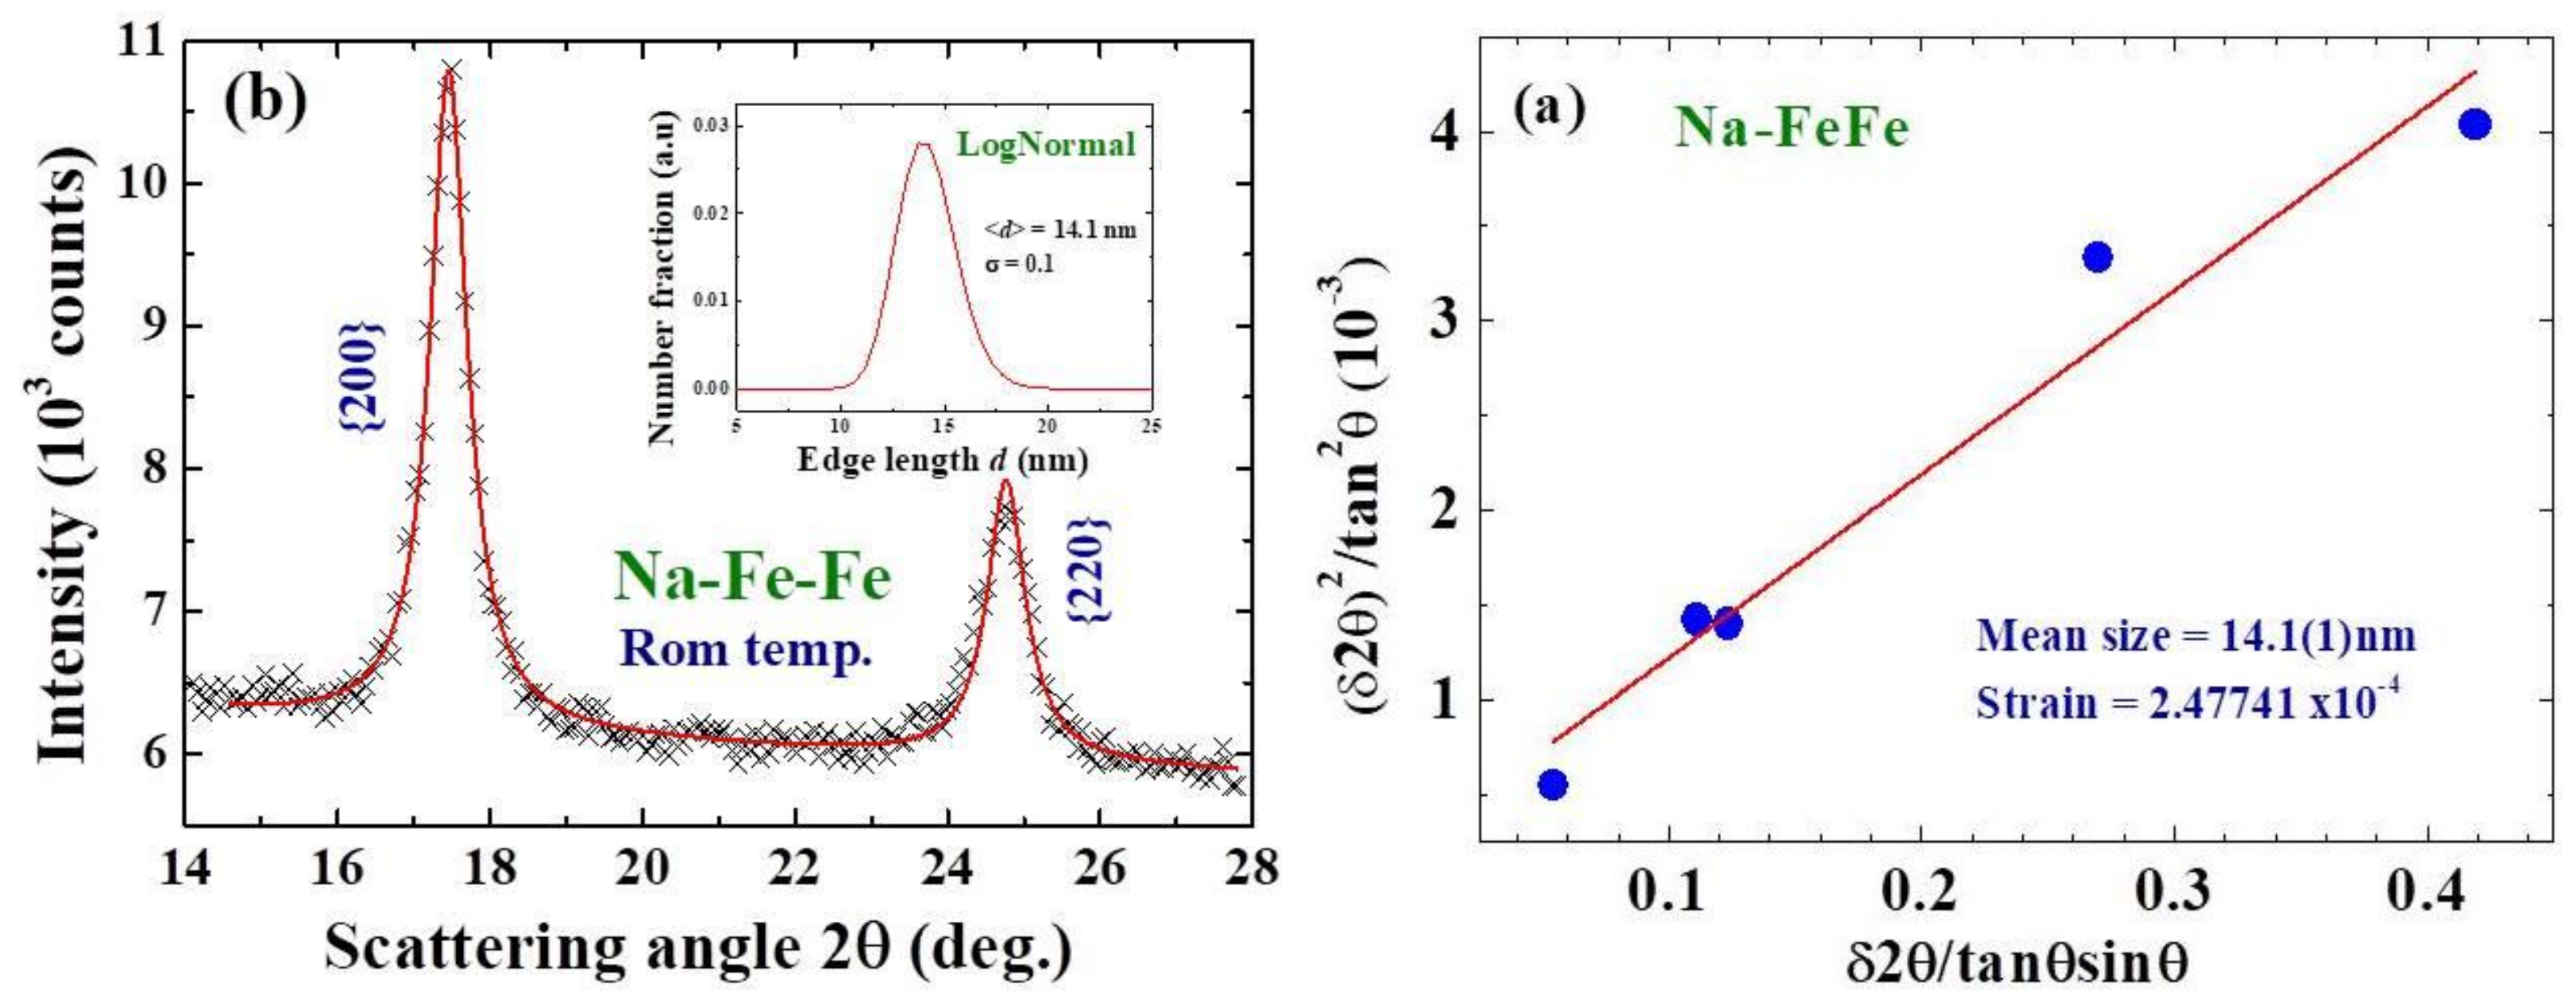 (b)
11
10
9
8
7
6
Intensity (10³ counts)
{200}
{220}
Na-Fe-Fe
Rom temp.
14 16 18 20 22 24 26 28
Scattering angle 2θ (deg.)
Number fraction (a.u)
0.03
0.02
0.01
0.00
LogNormal
<d> = 14.1 nm
σ = 0.1
5 10 15 20 25
Edge length d (nm)
(a)
Na-FeFe
4
3
2
1
(δ2θ)²/tan²θ (10⁻³)
Mean size = 14.1(1)nm
Strain = 2.47741 x10⁻⁴
0.1 0.2 0.3 0.4
δ2θ/tanθsinθ